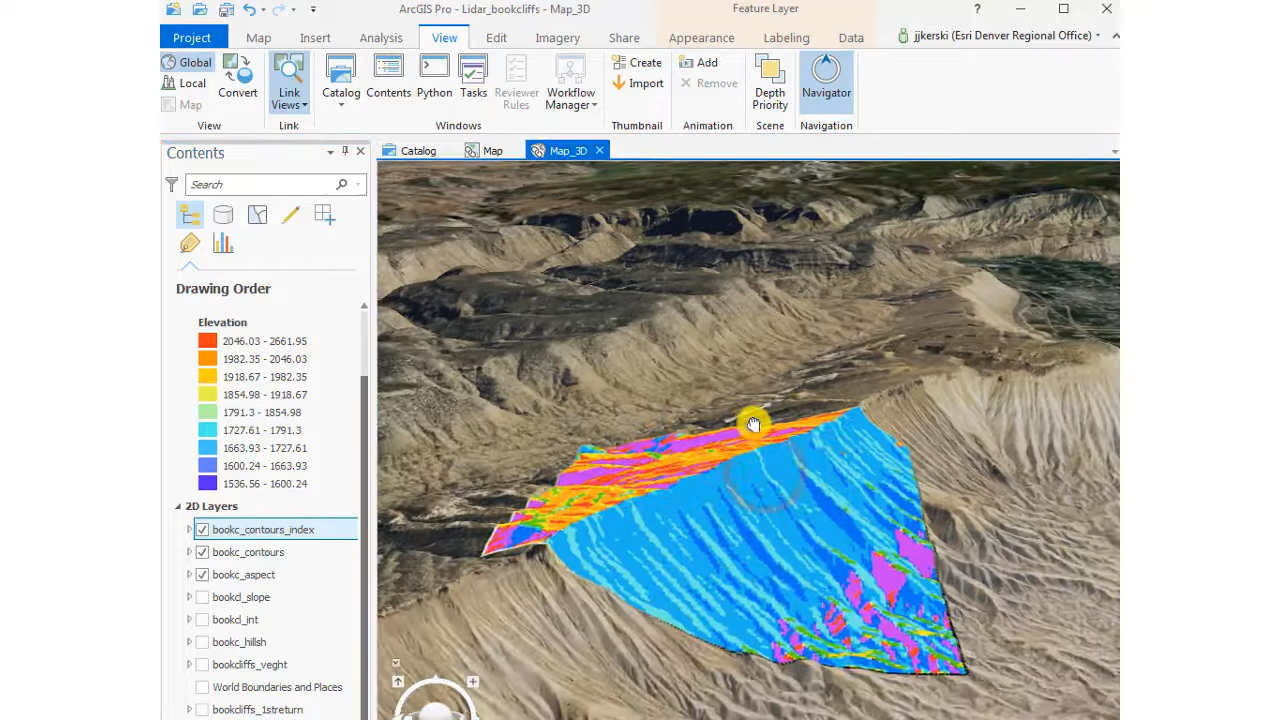 ArcGIS Pro - Lidar_bookcliffs - Map_3D
Feature Layer
?
Project
Map
Insert
Analysis
View
Edit
Imagery
Share
Appearance
Labeling
Data
jjkerski (Esri Denver Regional Office)
Global
Local
Map
Convert
View
Link Views
Link
Catalog
Contents
Python
Tasks
Reviewer Rules
Workflow Manager
Windows
Create
Import
Thumbnail
Add
Remove
Animation
Depth Priority
Scene
Navigator
Navigation
Contents
Catalog
Map
Map_3D
Search
Drawing Order
Elevation
2046.03 - 2661.95
1982.35 - 2046.03
1918.67 - 1982.35
1854.98 - 1918.67
1791.3 - 1854.98
1727.61 - 1791.3
1663.93 - 1727.61
1600.24 - 1663.93
1536.56 - 1600.24
2D Layers
bookc_contours_index
bookc_contours
bookc_aspect
bookcl_slope
bookcl_int
bookc_hillsh
bookcliffs_veght
World Boundaries and Places
bookcliffs_1streturn